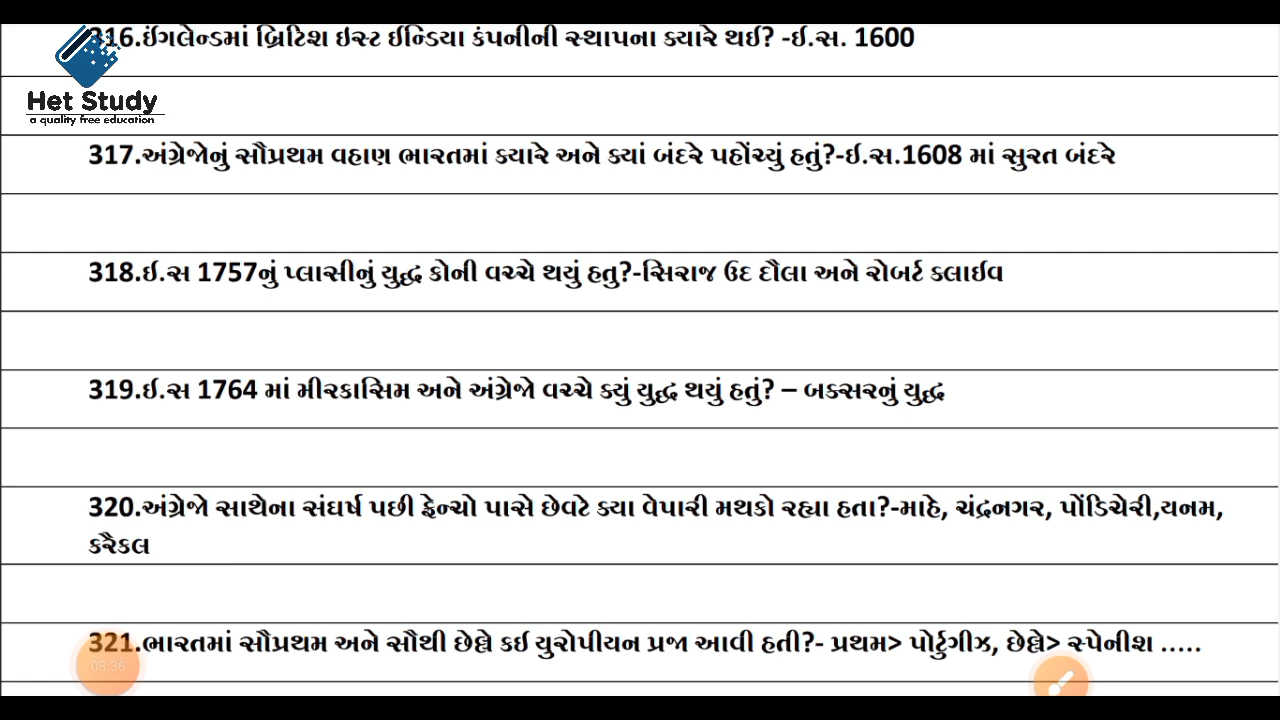 316.ઈંગલેન્ડમાં બ્રિટિશ ઇસ્ટ ઈન્ડિયા કંપનીની સ્થાપના ક્યારે થઈ? -ઈ.સ. 1600
Het Study
a quality free education
317.અંગ્રેજોનું સૌપ્રથમ વહાણ ભારતમાં ક્યારે અને ક્યાં બંદરે પહોંચ્યું હતું?-ઈ.સ.1608 માં સુરત બંદરે
318.ઈ.સ 1757નું પ્લાસીનું યુદ્ધ કોની વચ્ચે થયું હતુ?-સિરાજ ઉદ દૌલા અને રોબર્ટ ક્લાઈવ
319.ઈ.સ 1764 માં મીરકાસિમ અને અંગ્રેજો વચ્ચે ક્યું યુદ્ધ થયું હતું? – બક્સરનું યુદ્ધ
320.અંગ્રેજો સાથેના સંઘર્ષ પછી ફ્રેન્ચો પાસે છેવટે ક્યા વેપારી મથકો રહ્યા હતા?-માહે, ચંદ્રનગર, પોંડિચેરી,યનમ,
કરૈકલ
321.ભારતમાં સૌપ્રથમ અને સૌથી છેલ્લે કઇ યુરોપીયન પ્રજા આવી હતી?- પ્રથમ> પોર્ટુગીઝ, છેલ્લે> સ્પેનીશ .....
08:36